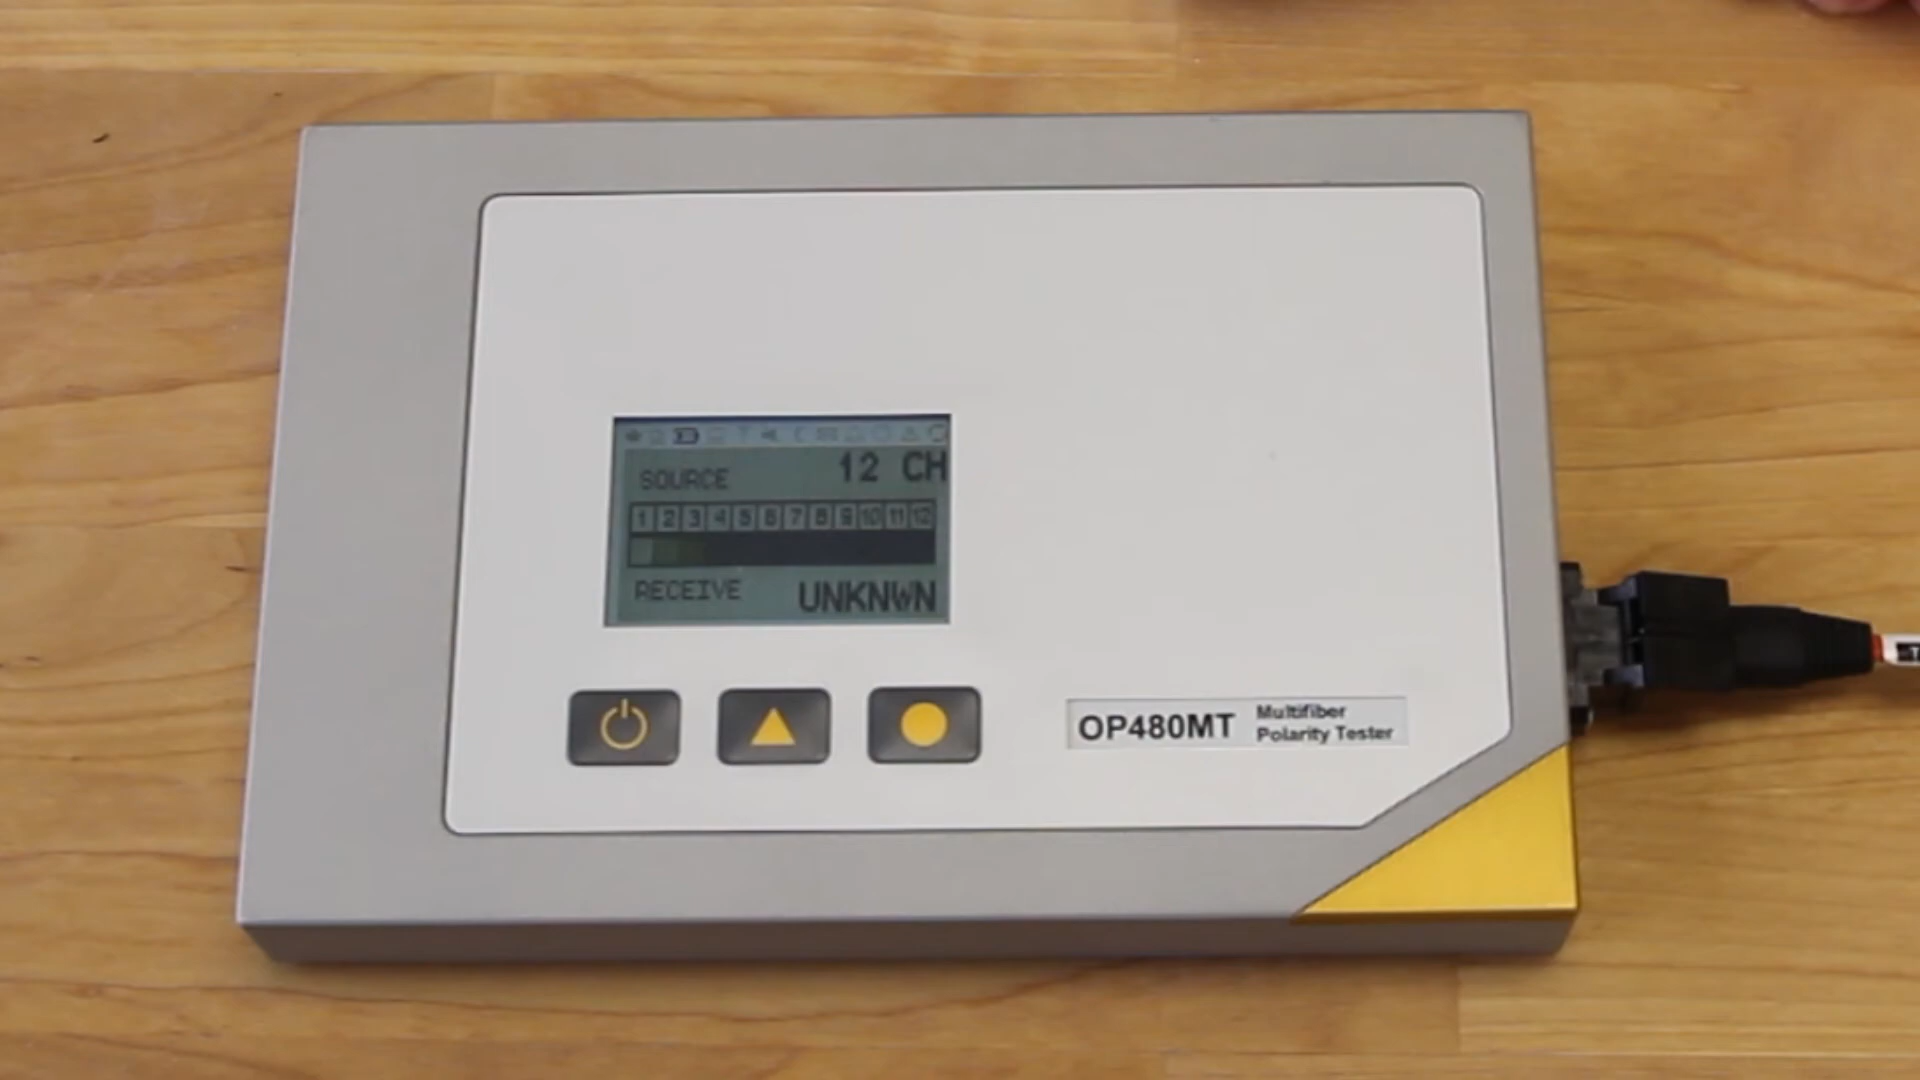 SOURCE 12 CH
1 2 3 4 5 6 7 8 9 10 11 12
RECEIVE UNKNWN
OP480MT Multifiber
Polarity Tester